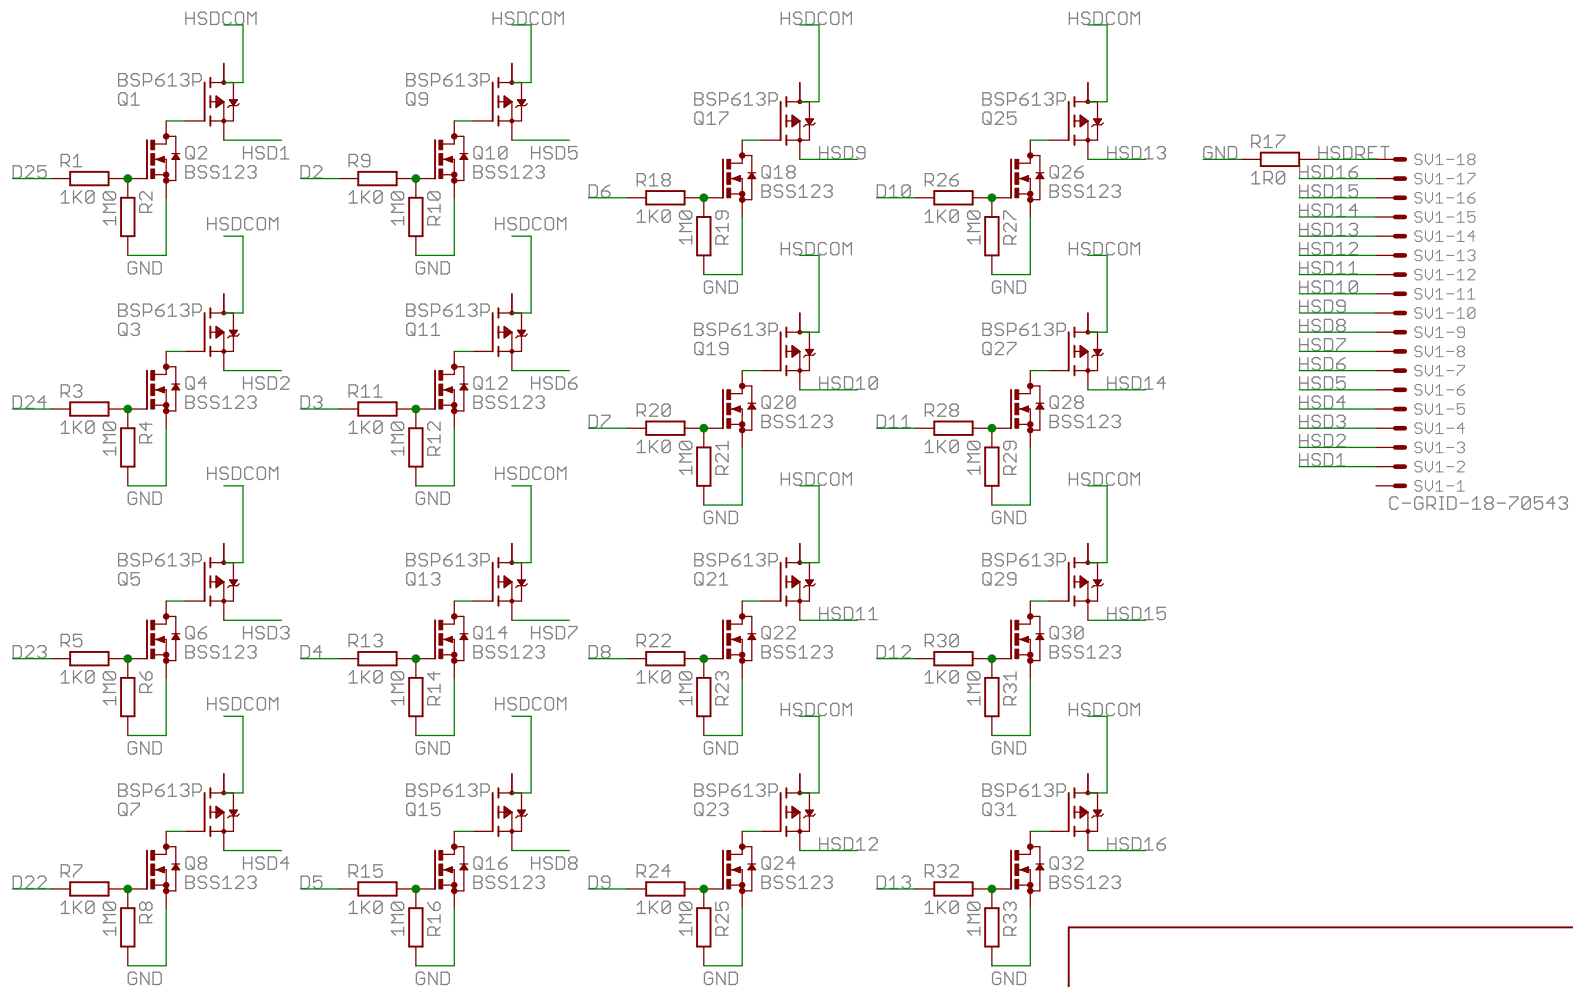 HSDCOM
BSP613P
Q1
HSD1
Q2
BSS123
D25
R1
1K0
1M0
R2
GND
HSDCOM
BSP613P
Q3
HSD2
Q4
BSS123
D24
R3
1K0
1M0
R4
GND
HSDCOM
BSP613P
Q5
HSD3
Q6
BSS123
D23
R5
1K0
1M0
R6
GND
HSDCOM
BSP613P
Q7
HSD4
Q8
BSS123
D22
R7
1K0
1M0
R8
GND
HSDCOM
BSP613P
Q9
HSD5
Q10
BSS123
D2
R9
1K0
1M0
R10
GND
HSDCOM
BSP613P
Q11
HSD6
Q12
BSS123
D3
R11
1K0
1M0
R12
GND
HSDCOM
BSP613P
Q13
HSD7
Q14
BSS123
D4
R13
1K0
1M0
R14
GND
HSDCOM
BSP613P
Q15
HSD8
Q16
BSS123
D5
R15
1K0
1M0
R16
GND
HSDCOM
BSP613P
Q17
HSD9
Q18
BSS123
D6
R18
1K0
1M0
R19
GND
HSDCOM
BSP613P
Q19
HSD10
Q20
BSS123
D7
R20
1K0
1M0
R21
GND
HSDCOM
BSP613P
Q21
HSD11
Q22
BSS123
D8
R22
1K0
1M0
R23
GND
HSDCOM
BSP613P
Q23
HSD12
Q24
BSS123
D9
R24
1K0
1M0
R25
GND
HSDCOM
BSP613P
Q25
HSD13
Q26
BSS123
D10
R26
1K0
1M0
R27
GND
HSDCOM
BSP613P
Q27
HSD14
Q28
BSS123
D11
R28
1K0
1M0
R29
GND
HSDCOM
BSP613P
Q29
HSD15
Q30
BSS123
D12
R30
1K0
1M0
R31
GND
HSDCOM
BSP613P
Q31
HSD16
Q32
BSS123
D13
R32
1K0
1M0
R33
GND
R17
GND
1R0
HSDRET SV1-18
HSD16 SV1-17
HSD15 SV1-16
HSD14 SV1-15
HSD13 SV1-14
HSD12 SV1-13
HSD11 SV1-12
HSD10 SV1-11
HSD9 SV1-10
HSD8 SV1-9
HSD7 SV1-8
HSD6 SV1-7
HSD5 SV1-6
HSD4 SV1-5
HSD3 SV1-4
HSD2 SV1-3
HSD1 SV1-2
SV1-1
C-GRID-18-70543